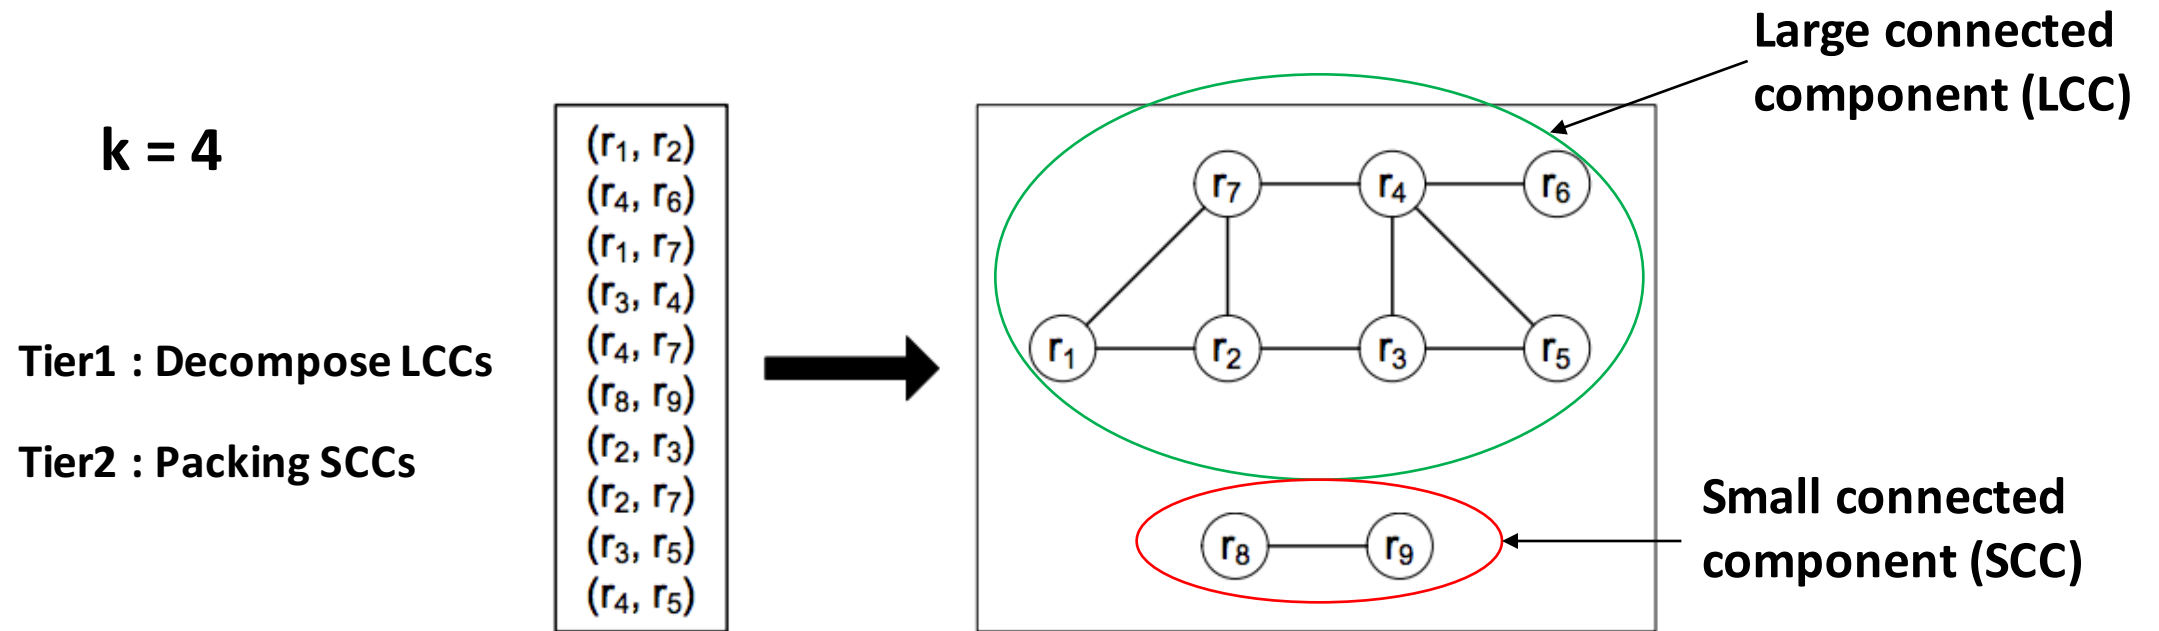 k = 4
Tier1 : Decompose LCCs
Tier2 : Packing SCCs
(r1, r2)
(r4, r6)
(r1, r7)
(r3, r4)
(r4, r7)
(r8, r9)
(r2, r3)
(r2, r7)
(r3, r5)
(r4, r5)
Large connected
component (LCC)
r7 r4 r6
r1 r2 r3 r5
r8 r9
Small connected
component (SCC)